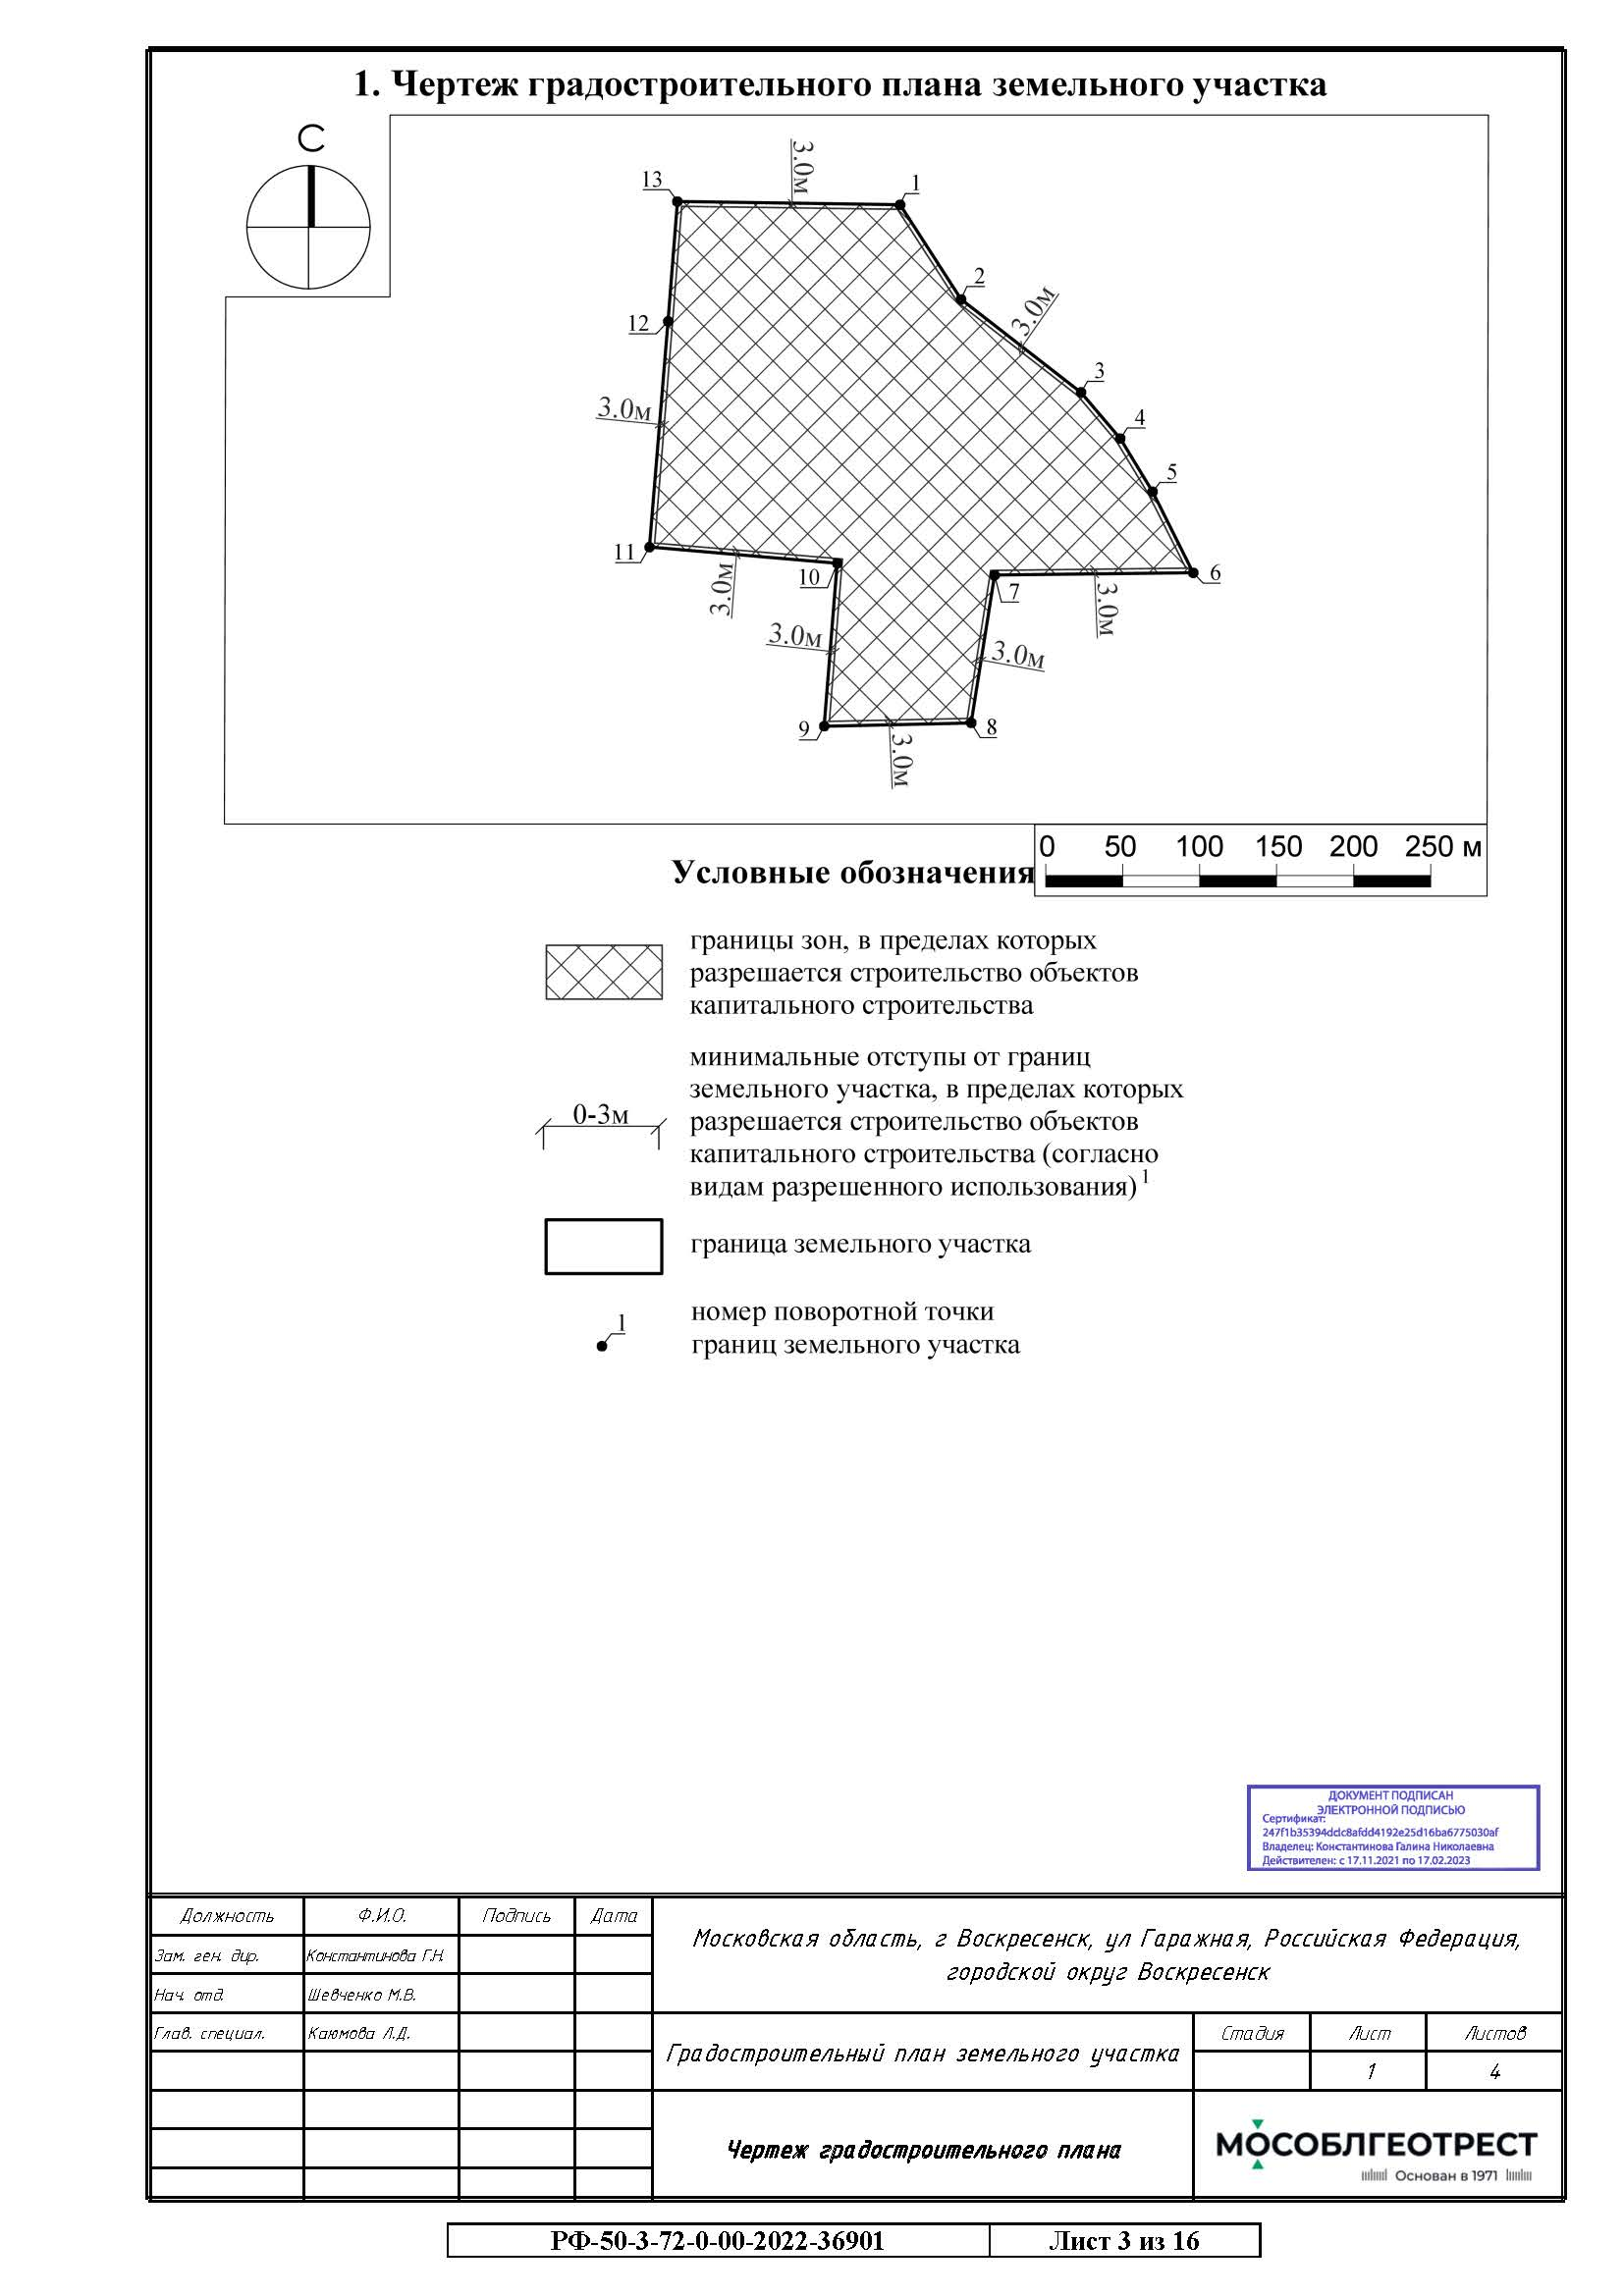 1. Чертеж градостроительного плана земельного участка
С
13
3.0м
1
2
3.0м
12
3
3.0м
4
5
11
10
3.0м
7
3.0м
6
3.0м
3.0м
9
8
3.0м
0 50 100 150 200 250 м
Условные обозначения
границы зон, в пределах которых
разрешается строительство объектов
капитального строительства
минимальные отступы от границ
земельного участка, в пределах которых
0-3м
разрешается строительство объектов
капитального строительства (согласно
видам разрешенного использования) 1
граница земельного участка
1
номер поворотной точки
границ земельного участка
ДОКУМЕНТ ПОДПИСАН
ЭЛЕКТРОННОЙ ПОДПИСЬЮ
Сертификат:
Владелец: Константинова Галина Николаевна
Действителен: с 17.11.2021 по 17.02.2023
Должность Ф.И.О. Подпись Дата
Зам. ген. дир. Константинова Г.Н.
Нач. отд. Шевченко М.В.
Глав. специал. Каюмова Л.Д.
Московская область, г Воскресенск, ул Гаражная, Российская Федерация,
городской округ Воскресенск
Градостроительный план земельного участка
Стадия Лист Листов
1 4
Чертеж градостроительного плана
МОСОБЛГЕОТРЕСТ
Основан в 1971
РФ-50-3-72-0-00-2022-36901 Лист 3 из 16